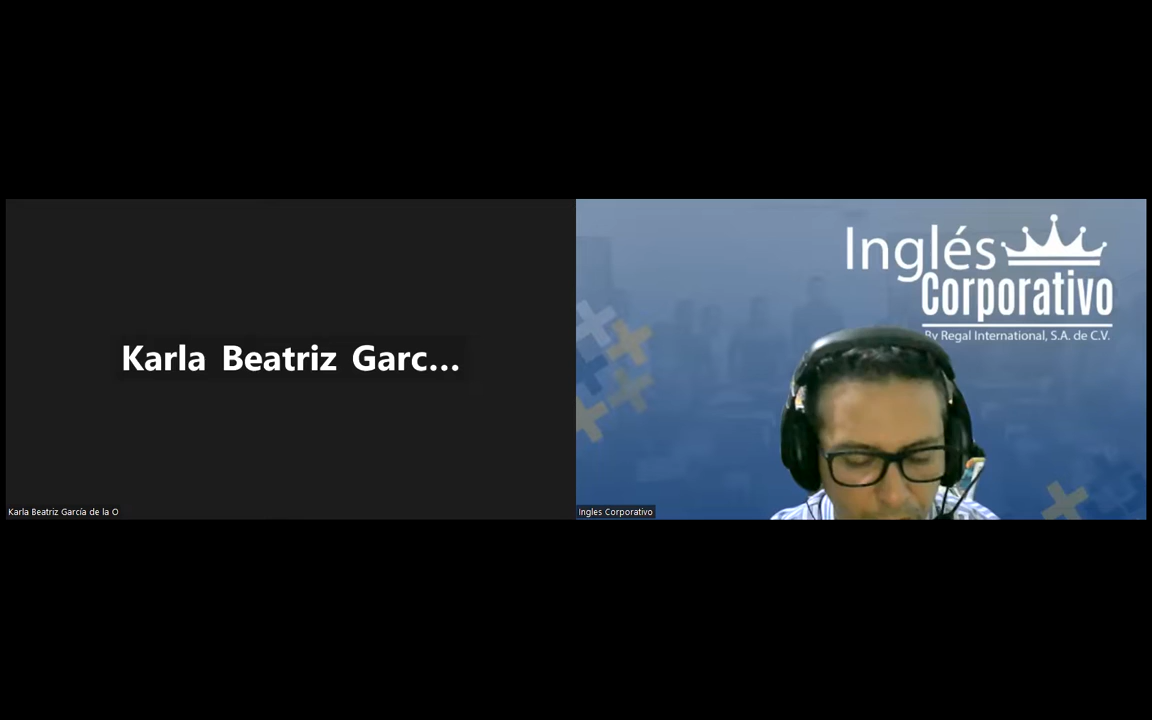 Karla Beatriz Garc...
Karla Beatriz García de la O
Inglés
Corporativo
By Regal International, S.A. de C.V.
Ingles Corporativo